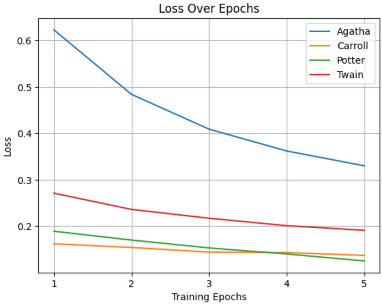 Loss Over Epochs
Agatha
Carroll
Potter
Twain
Loss
0.6
0.5
0.4
0.3
0.2
1 2 3 4 5
Training Epochs